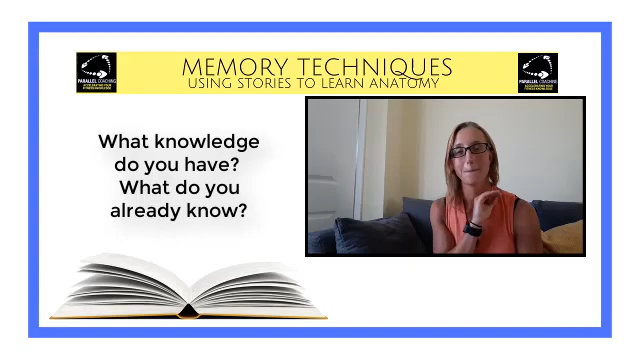 MEMORY TECHNIQUES
USING STORIES TO LEARN ANATOMY
PARALLEL COACHING
PARALLEL COACHING
What knowledge
do you have?
What do you
already know?